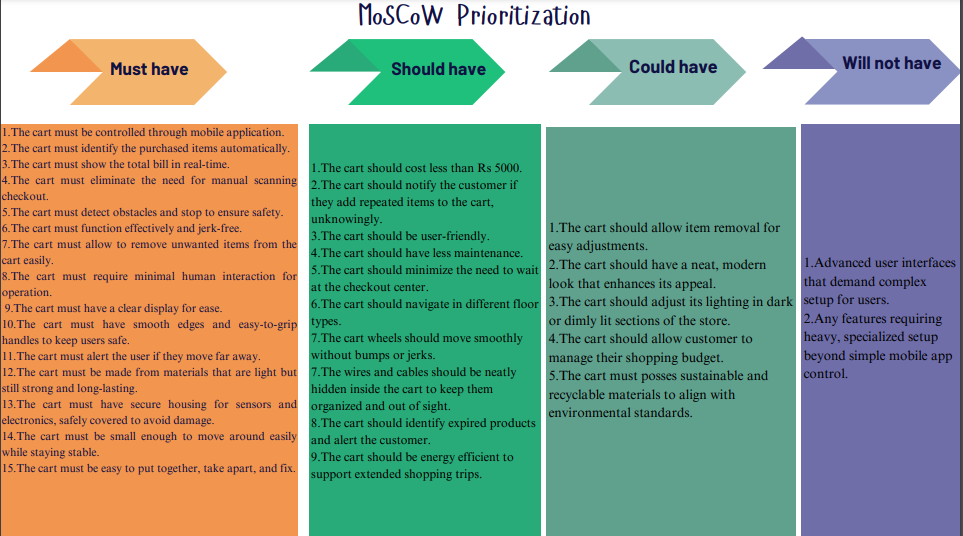 MoSCoW Prioritization
Must have
Should have
Could have
Will not have
1.The cart must be controlled through mobile application.
2.The cart must identify the purchased items automatically.
3.The cart must show the total bill in real-time.
4.The cart must eliminate the need for manual scanning
checkout.
5.The cart must detect obstacles and stop to ensure safety.
6.The cart must function effectively and jerk-free.
7.The cart must allow to remove unwanted items from the
cart easily.
8.The cart must require minimal human interaction for
operation.
9.The cart must have a clear display for ease.
10.The cart must have smooth edges and easy-to-grip
handles to keep users safe.
11.The cart must alert the user if they move far away.
12.The cart must be made from materials that are light but
still strong and long-lasting.
13.The cart must have secure housing for sensors and
electronics, safely covered to avoid damage.
14.The cart must be small enough to move around easily
while staying stable.
15.The cart must be easy to put together, take apart, and fix.
1.The cart should cost less than Rs 5000.
2.The cart should notify the customer if
they add repeated items to the cart,
unknowingly.
3.The cart should be user-friendly.
4.The cart should have less maintenance.
5.The cart should minimize the need to wait
at the checkout center.
6.The cart should navigate in different floor
types.
7.The cart wheels should move smoothly
without bumps or jerks.
7.The wires and cables should be neatly
hidden inside the cart to keep them
organized and out of sight.
8.The cart should identify expired products
and alert the customer.
9.The cart should be energy efficient to
support extended shopping trips.
1.The cart should allow item removal for
easy adjustments.
2.The cart should have a neat, modern
look that enhances its appeal.
3.The cart should adjust its lighting in dark
or dimly lit sections of the store.
4.The cart should allow customer to
manage their shopping budget.
5.The cart must posses sustainable and
recyclable materials to align with
environmental standards.
1.Advanced user interfaces
that demand complex
setup for users.
2.Any features requiring
heavy, specialized setup
beyond simple mobile app
control.